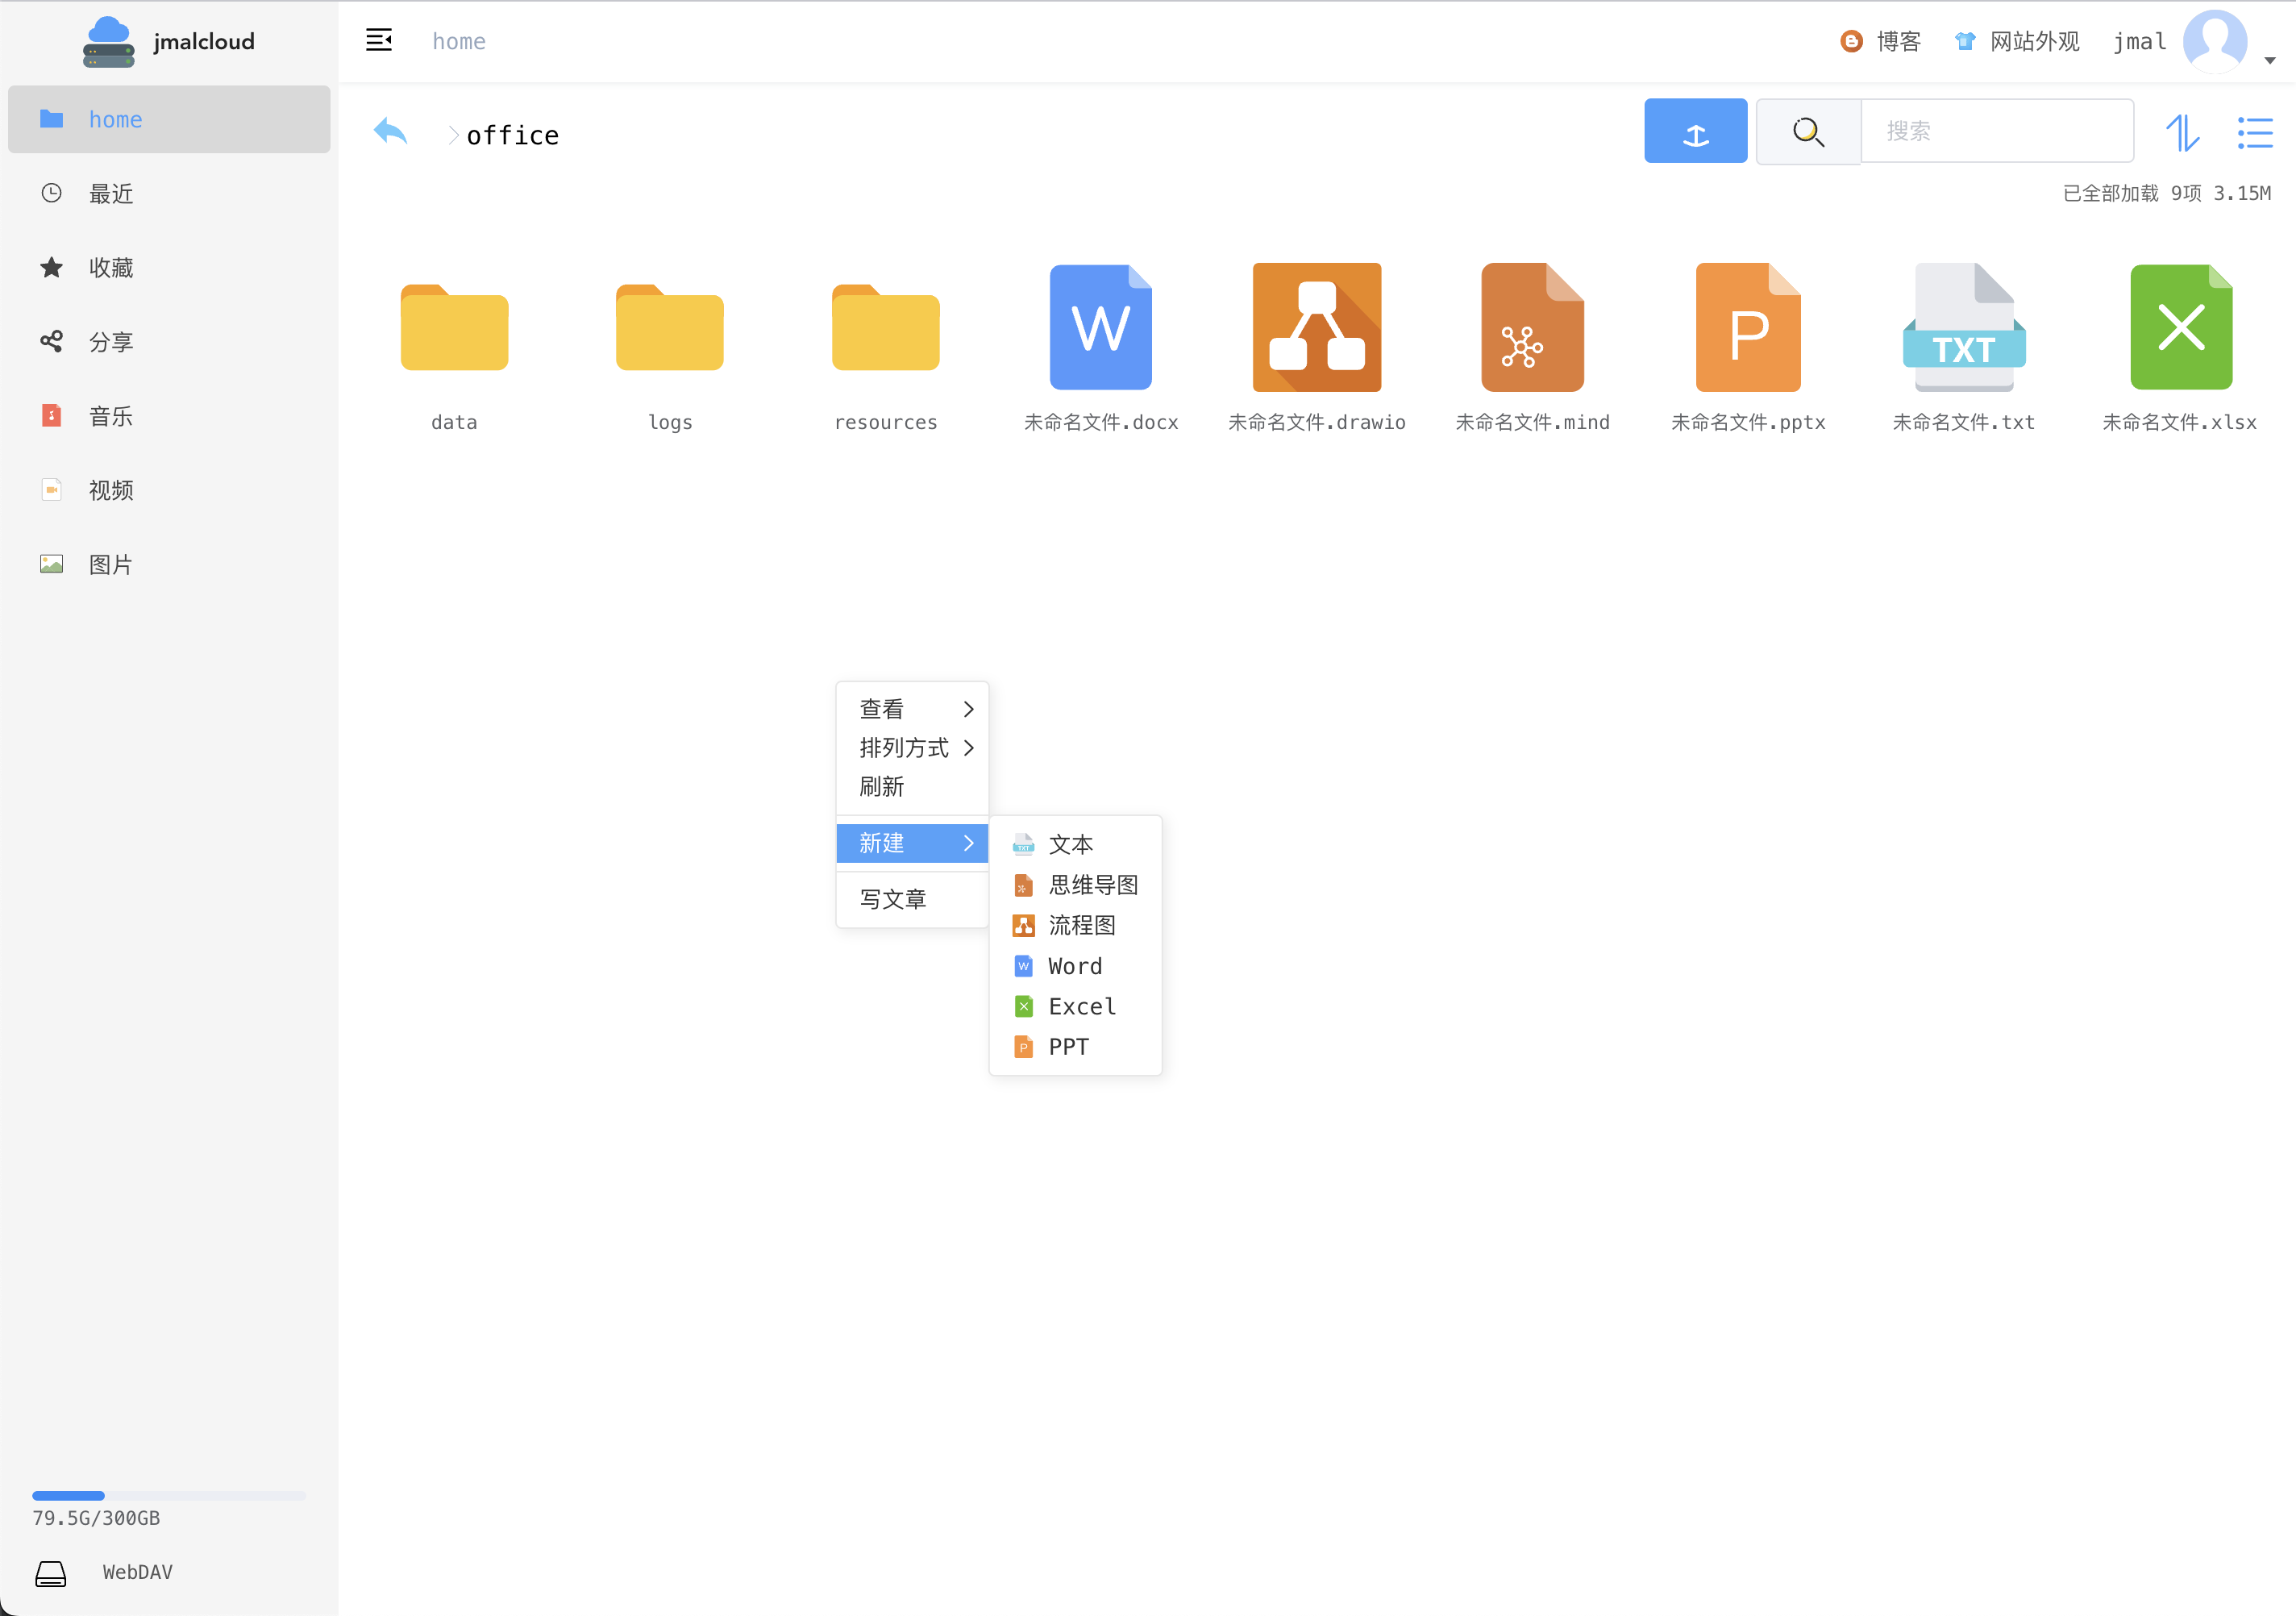 jmalcloud
home
博客
网站外观
jmal
home
最近
收藏
分享
音乐
视频
图片
office
搜索
已全部加载 9项 3.15M
W
P
TXT
data
logs
resources
未命名文件.docx
未命名文件.drawio
未命名文件.mind
未命名文件.pptx
未命名文件.txt
未命名文件.xlsx
查看
排列方式
刷新
新建
写文章
TXT 文本
思维导图
流程图
W Word
Excel
P PPT
79.5G/300GB
WebDAV